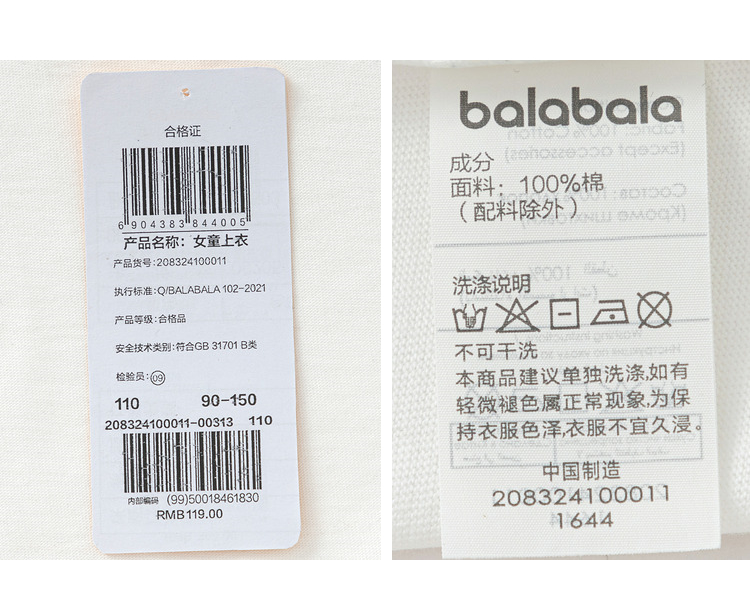 合格证
6 904383 844005
产品名称：女童上衣
产品货号：208324100011
执行标准：Q/BALABALA 102-2021
产品等级：合格品
安全技术类别：符合GB 31701 B类
检验员：09
110 90-150
208324100011-00313 110
内部编码 (99)50018461830
RMB119.00
balabala
成分
面料：100%棉
（配料除外）
洗涤说明
不可干洗
本商品建议单独洗涤,如有
轻微褪色属正常现象,为保
持衣服色泽,衣服不宜久浸。
中国制造
208324100011
1644